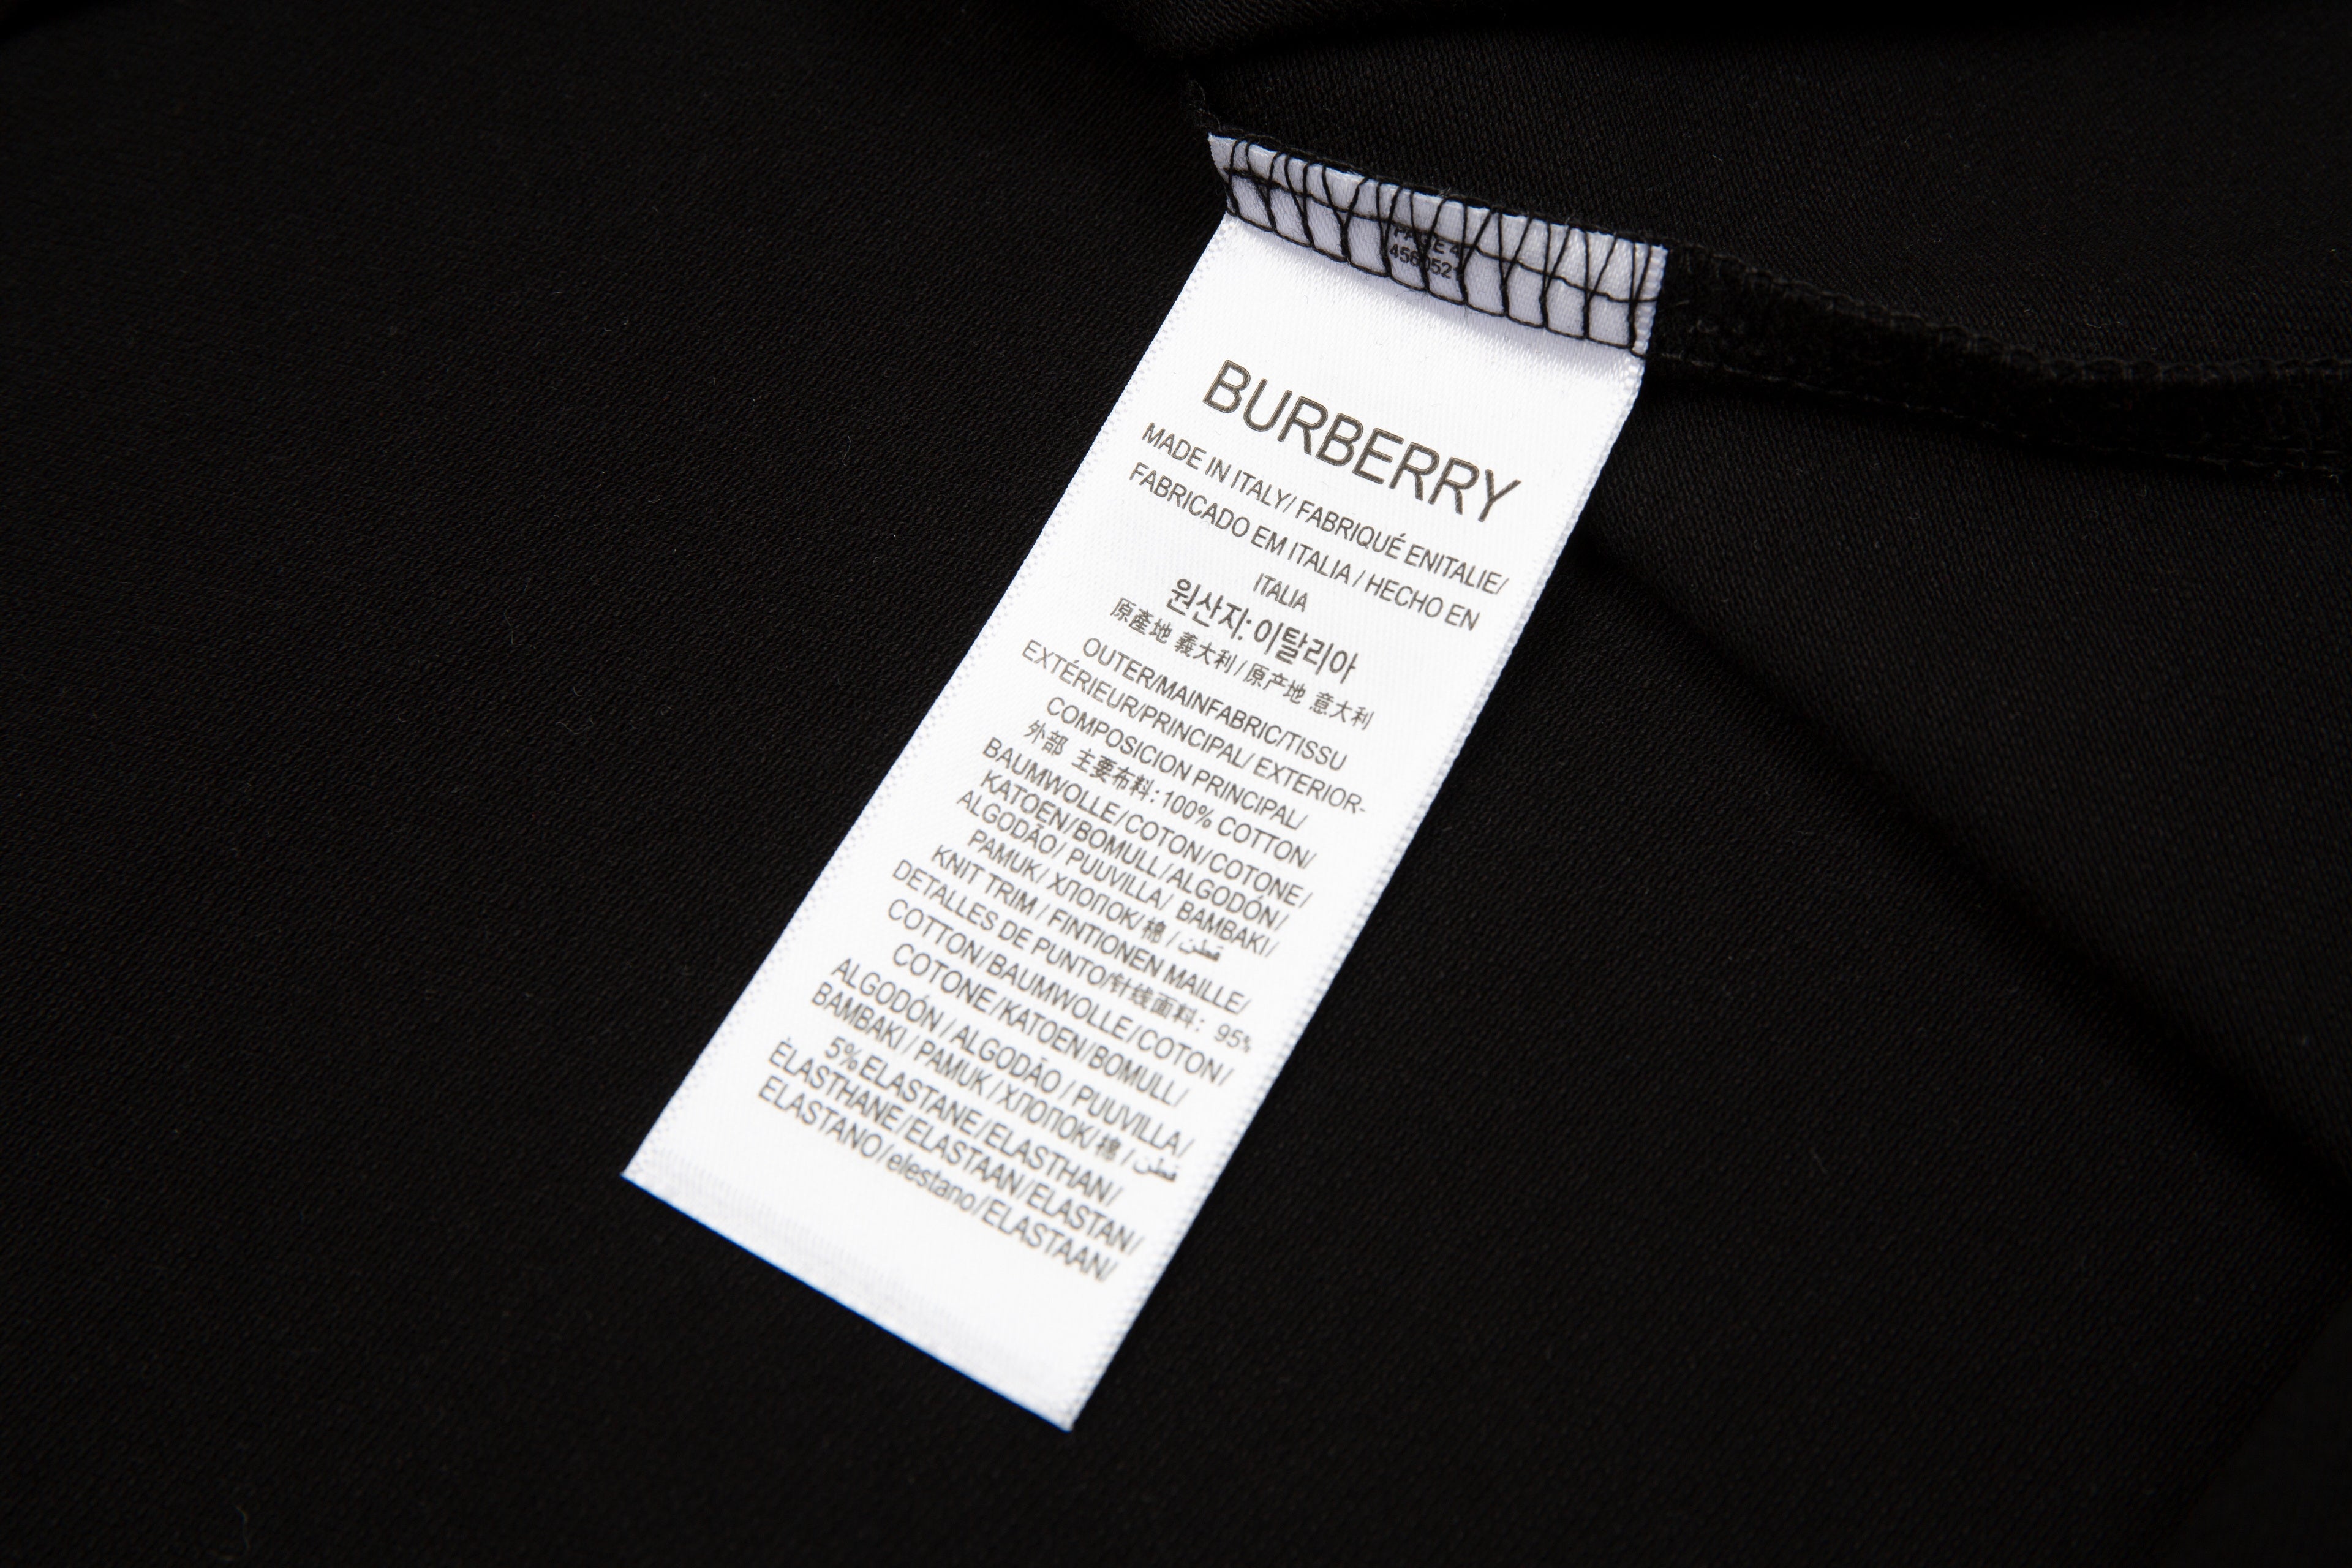 PAGE 4
456052
BURBERRY
MADE IN ITALY/ FABRIQUÉ ENITALIE/
FABRICADO EM ITALIA / HECHO EN
ITALIA
원산지: 이탈리아
原產地 義大利 / 原产地 意大利
OUTER/MAINFABRIC/TISSU
EXTÉRIEUR/PRINCIPAL/ EXTERIOR-
COMPOSICION PRINCIPAL/
外部 主要布料:100% COTTON/
BAUMWOLLE/COTON/COTONE/
KATOEN/BOMULL/ALGODÓN/
ALGODÃO/ PUUVILLA/ BAMBAKI/
PAMUK/ ХЛОПОК/ 棉 / قطن
KNIT TRIM / FINTIONEN MAILLE/
DETALLES DE PUNTO/针线面料: 95%
COTTON/BAUMWOLLE/COTON/
COTONE/KATOEN/BOMULL/
ALGODÓN / ALGODÃO / PUUVILLA/
BAMBAKI / PAMUK / ХЛОПОК/ 棉 / قطن
5% ELASTANE/ELASTHAN/
ÉLASTHANE/ELASTAAN/ELASTAN/
ELASTANO/elestano/ELASTAAN/